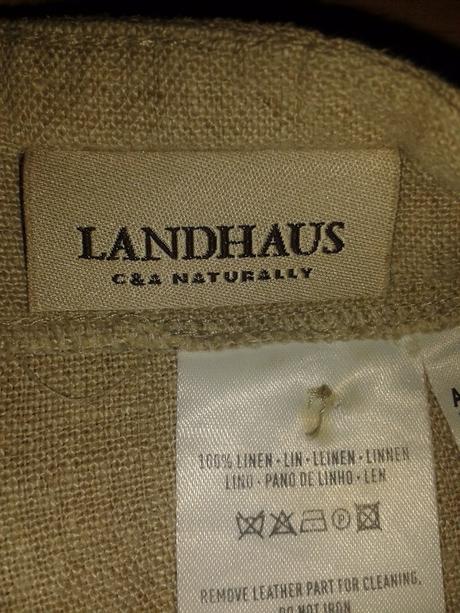 LANDHAUS
C&A NATURALLY
100% LINEN · LIN · LEINEN · LINNEN
LINO · PANO DE LINHO · LEN
P
REMOVE LEATHER PART FOR CLEANING.
DO NOT IRON
A